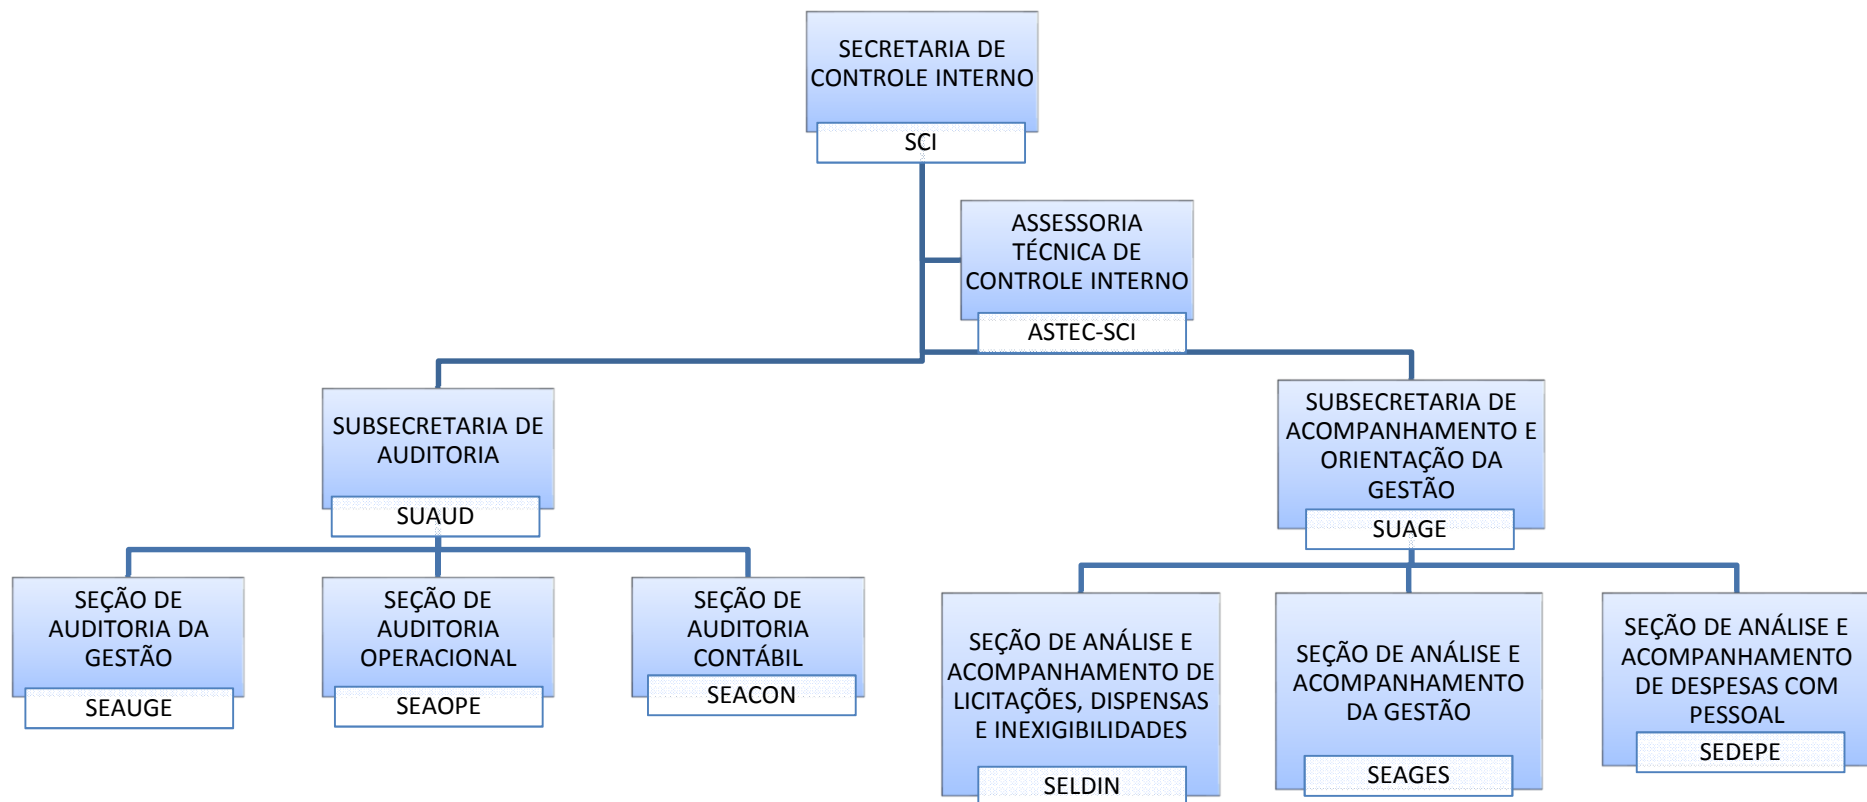 SECRETARIA DE
CONTROLE INTERNO
SCI
ASSESSORIA
TÉCNICA DE
CONTROLE INTERNO
ASTEC-SCI
SUBSECRETARIA DE
AUDITORIA
SUAUD
SUBSECRETARIA DE
ACOMPANHAMENTO E
ORIENTAÇÃO DA
GESTÃO
SUAGE
SEÇÃO DE
AUDITORIA DA
GESTÃO
SEAUGE
SEÇÃO DE
AUDITORIA
OPERACIONAL
SEAOPE
SEÇÃO DE
AUDITORIA
CONTÁBIL
SEACON
SEÇÃO DE ANÁLISE E
ACOMPANHAMENTO DE
LICITAÇÕES, DISPENSAS
E INEXIGIBILIDADES
SELDIN
SEÇÃO DE ANÁLISE E
ACOMPANHAMENTO
DA GESTÃO
SEAGES
SEÇÃO DE ANÁLISE E
ACOMPANHAMENTO
DE DESPESAS COM
PESSOAL
SEDEPE